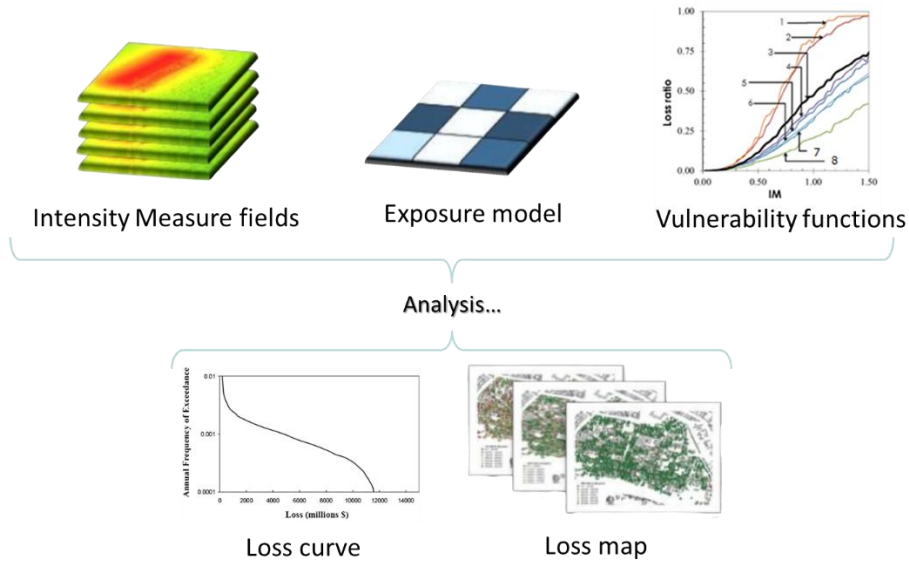 1.00
0.75
0.50
0.25
0.00
Loss ratio
1
2
3
4
5
6
7
8
0.00
0.50
1.00
1.50
IM
Intensity Measure fields
Exposure model
Vulnerability functions
Analysis...
Annual Frequency of Exceedance
0.01
0.001
0.0001
0
2000
4000
6000
8000
10000
12000
14000
Loss (millions $)
Loss curve
Loss map